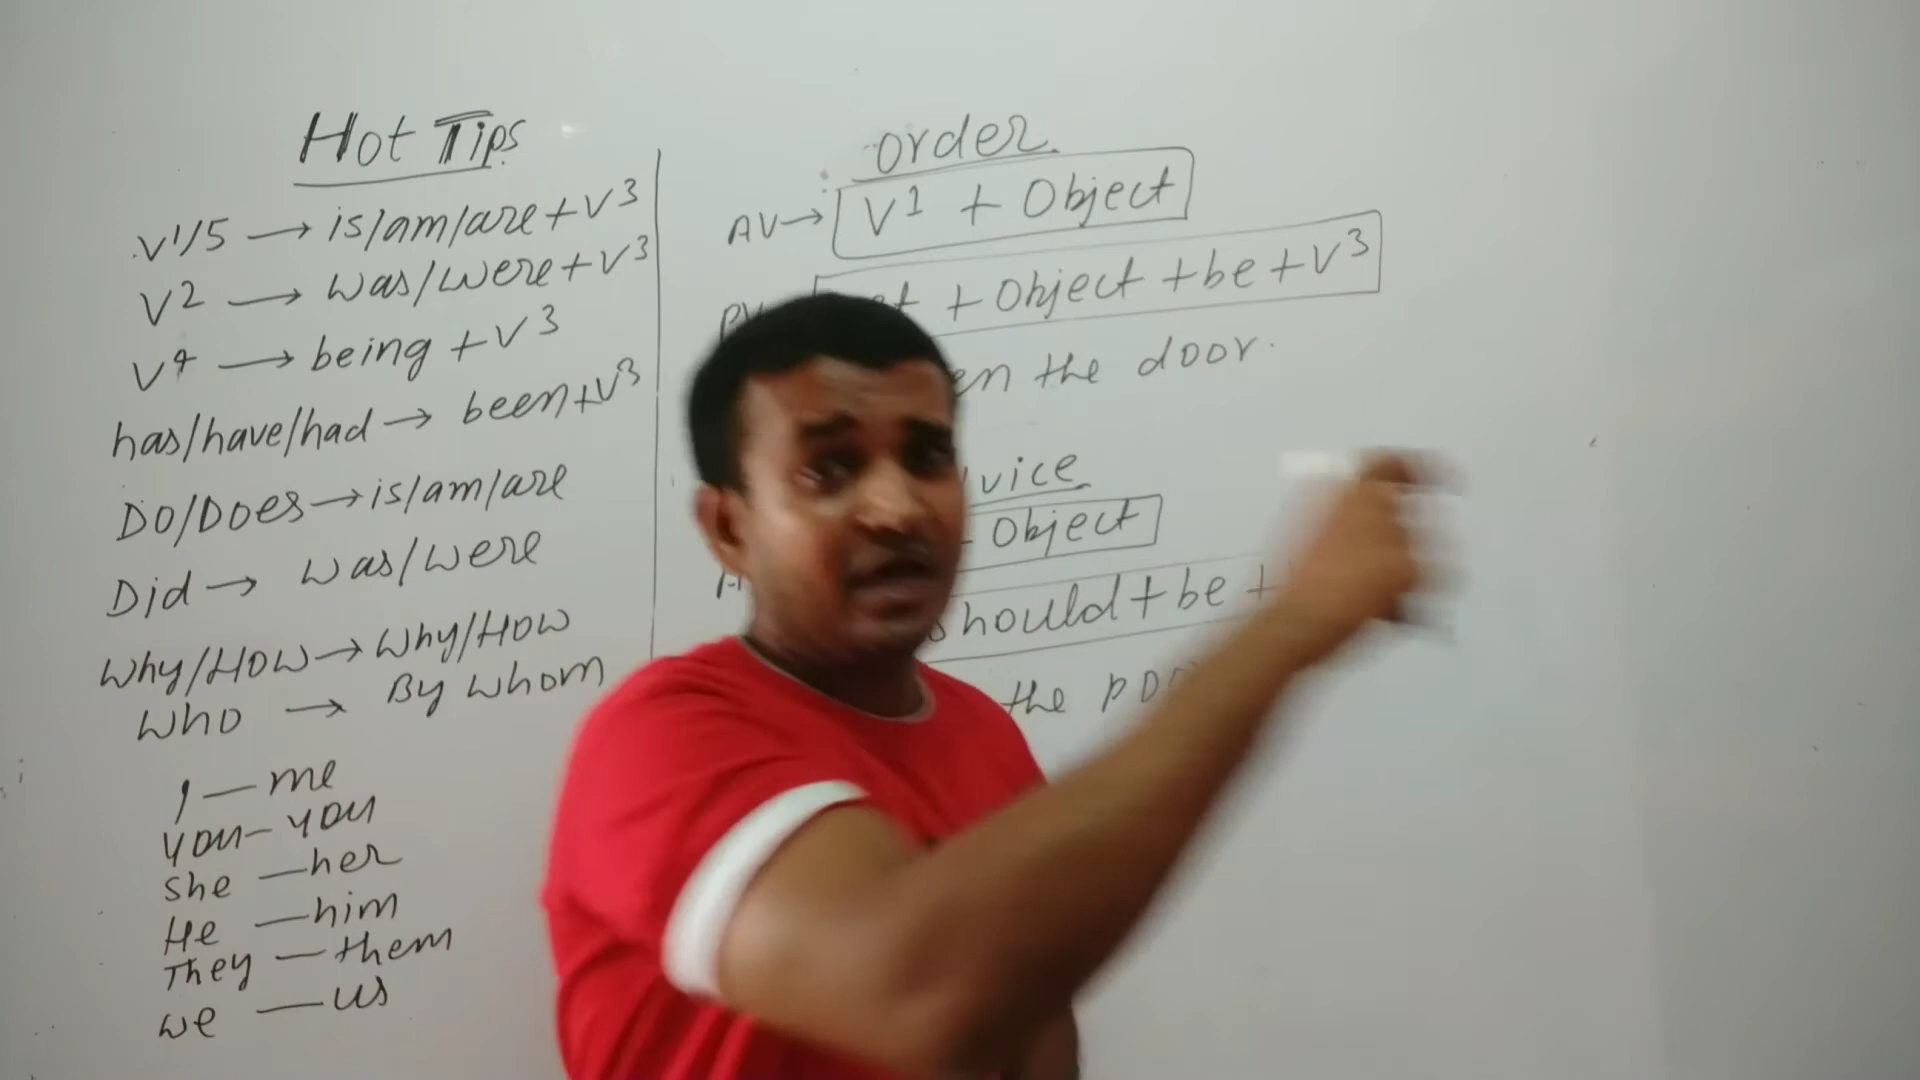 Hot Tips
V1/5 → is/am/are + V3
V2 → was/were + V3
V4 → being + V3
has/have/had → been + V3
Do/Does → is/am/are
Did → was/were
Why/How → Why/How
Who → By whom
I — me
You — you
She — her
He — him
They — them
We — us
Order
AV → V1 + Object
+ Object + be + V3
the door.
Object
should + be +
the